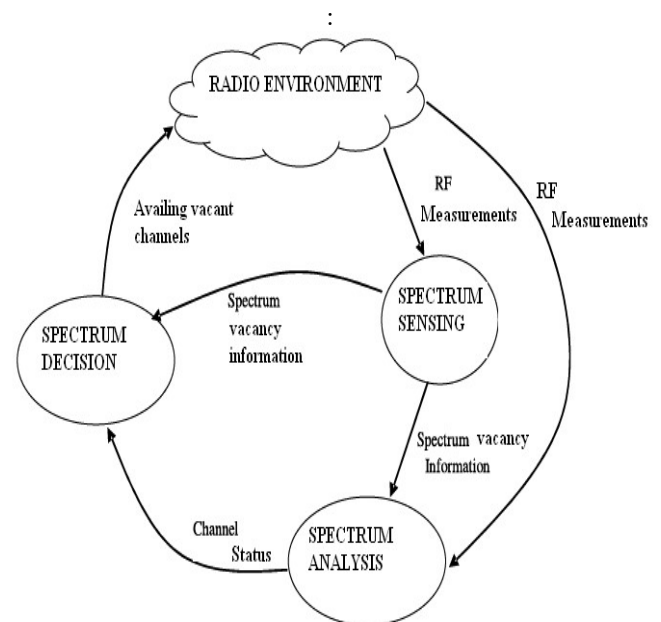 :
RADIO ENVIRONMENT
RF
Measurements
RF
Measurements
Availing vacant
channels
SPECTRUM
SENSING
Spectrum
vacancy
information
SPECTRUM
DECISION
Spectrum vacancy
Information
Channel
Status
SPECTRUM
ANALYSIS